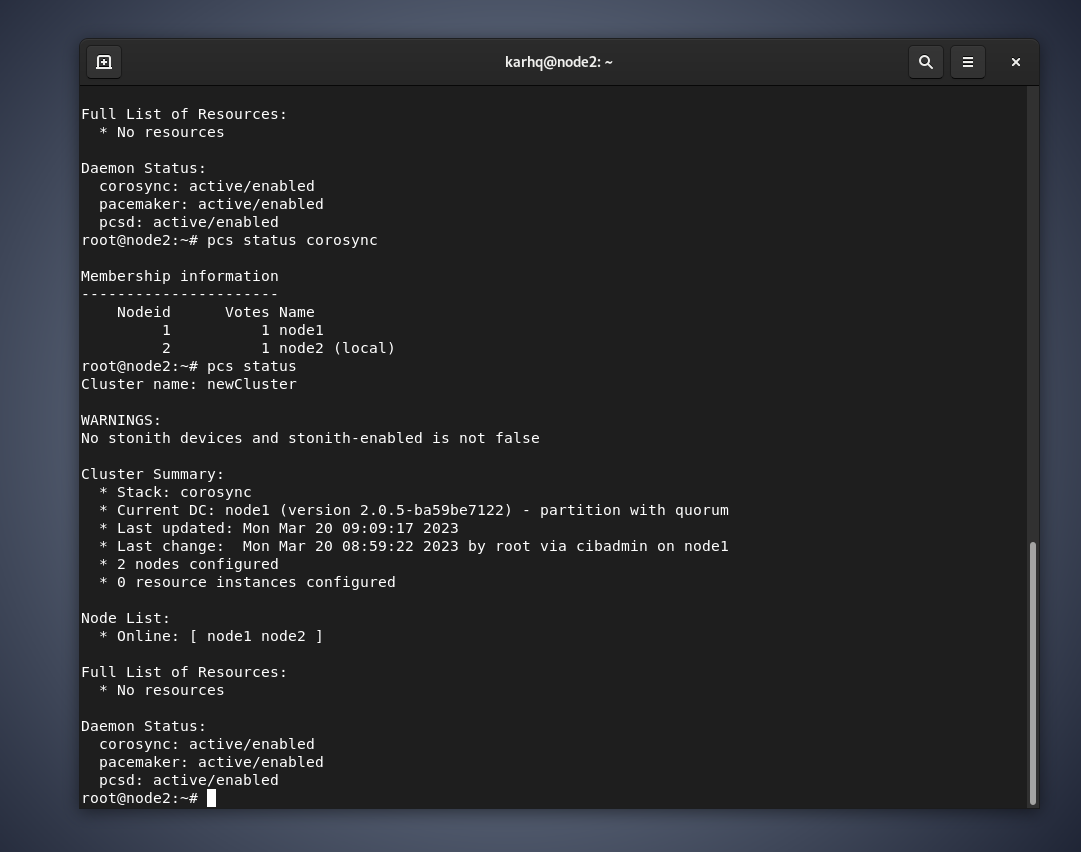 karhq@node2: ~
Full List of Resources:
  * No resources
Daemon Status:
  corosync: active/enabled
  pacemaker: active/enabled
  pcsd: active/enabled
root@node2:~# pcs status corosync
Membership information
----------------------
    Nodeid      Votes Name
         1          1 node1
         2          1 node2 (local)
root@node2:~# pcs status
Cluster name: newCluster
WARNINGS:
No stonith devices and stonith-enabled is not false
Cluster Summary:
  * Stack: corosync
  * Current DC: node1 (version 2.0.5-ba59be7122) - partition with quorum
  * Last updated: Mon Mar 20 09:09:17 2023
  * Last change:  Mon Mar 20 08:59:22 2023 by root via cibadmin on node1
  * 2 nodes configured
  * 0 resource instances configured
Node List:
  * Online: [ node1 node2 ]
Full List of Resources:
  * No resources
Daemon Status:
  corosync: active/enabled
  pacemaker: active/enabled
  pcsd: active/enabled
root@node2:~#